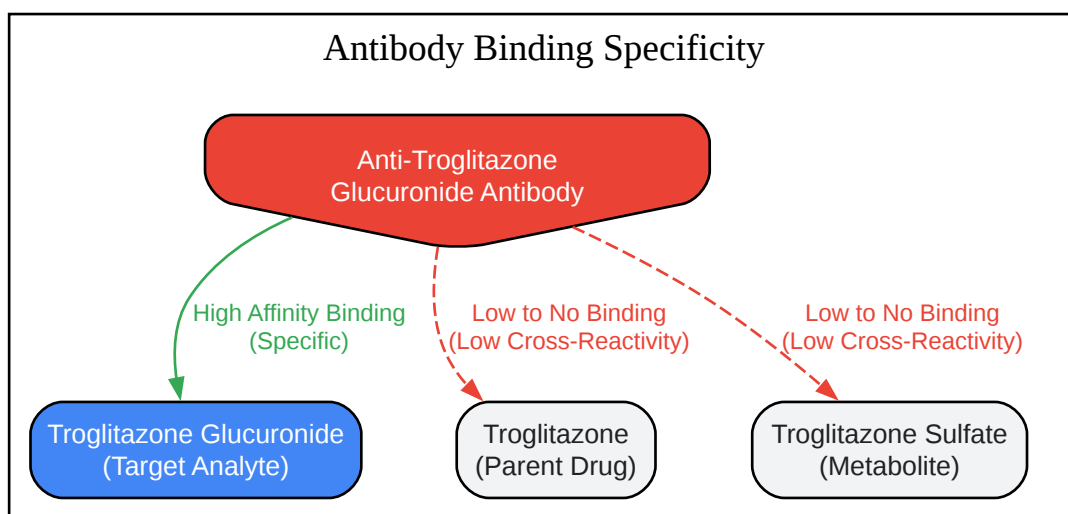 Antibody Binding Specificity
Anti-Troglitazone
Glucuronide Antibody
High Affinity Binding
(Specific)
Low to No Binding
(Low Cross-Reactivity)
Low to No Binding
(Low Cross-Reactivity)
Troglitazone Glucuronide
(Target Analyte)
Troglitazone
(Parent Drug)
Troglitazone Sulfate
(Metabolite)